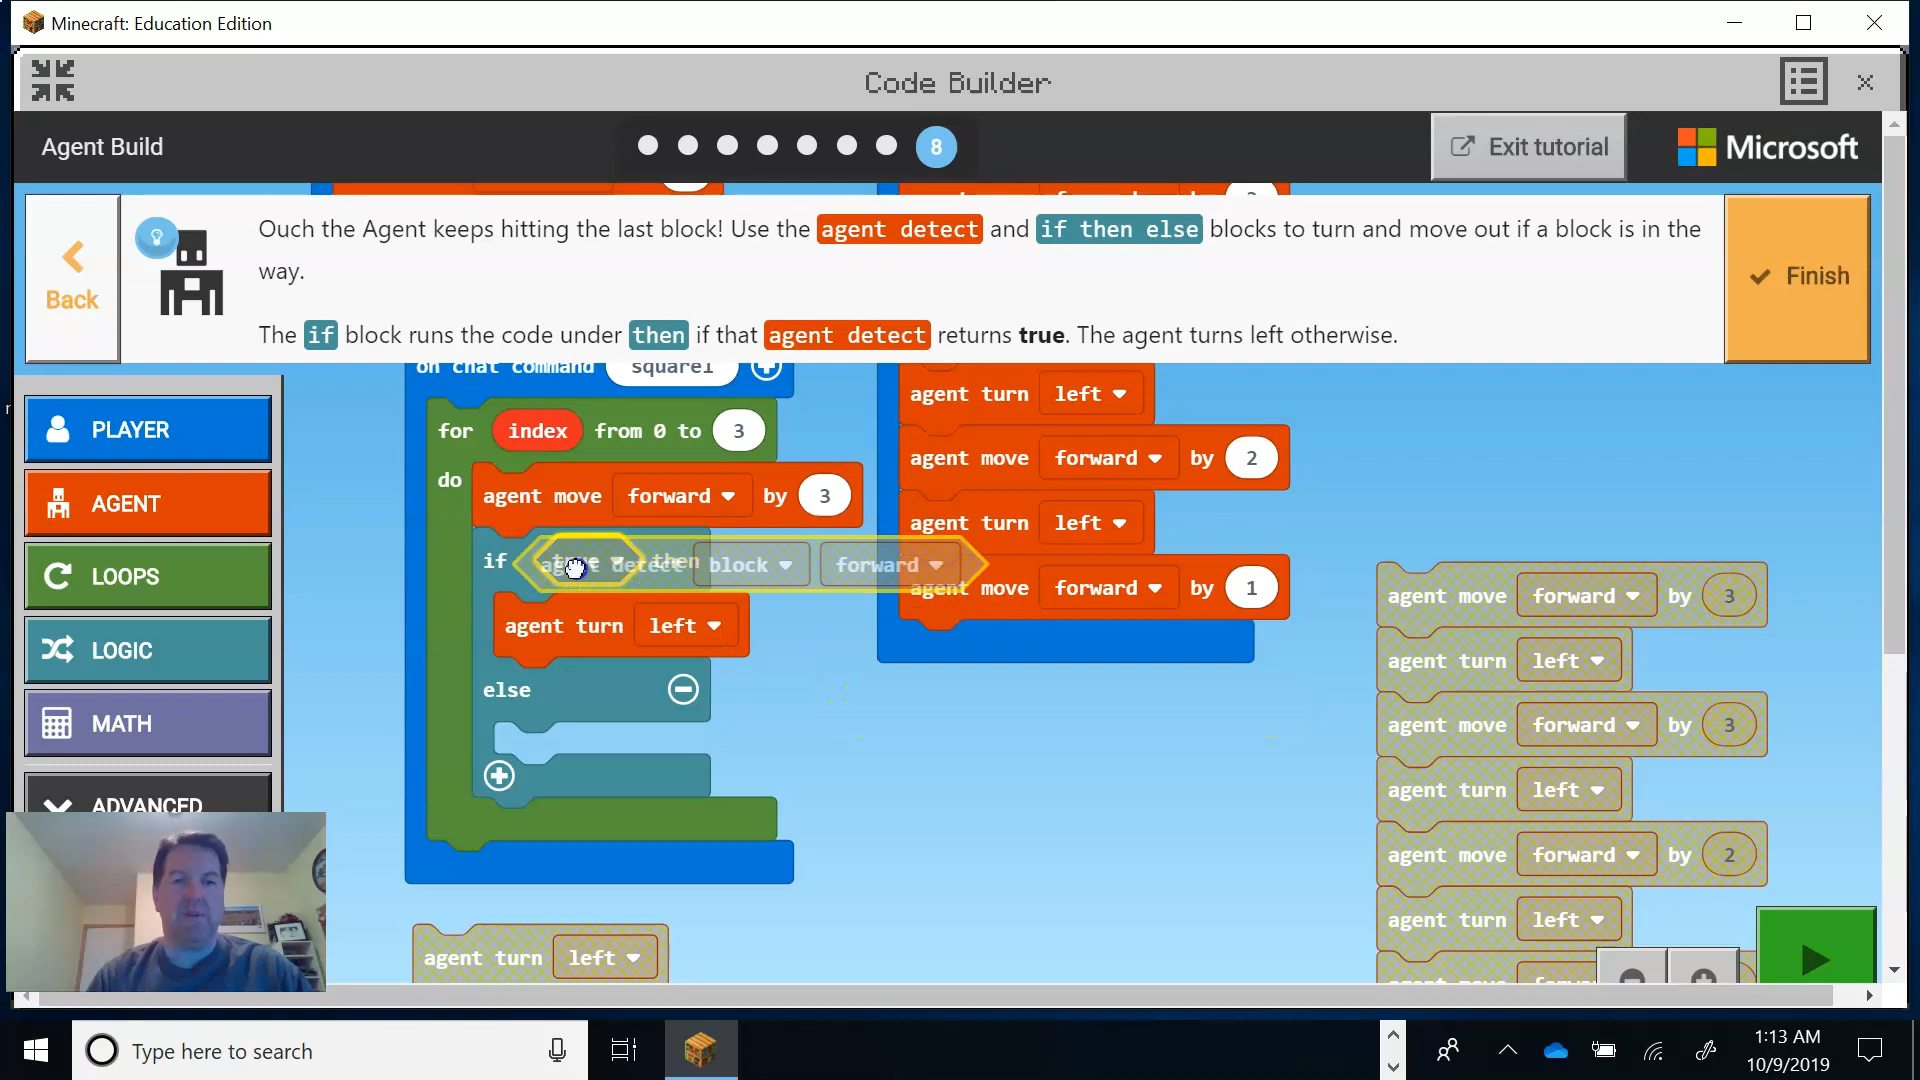 Minecraft: Education Edition
Code Builder
Agent Build
8
Exit tutorial
Microsoft
Back
Ouch the Agent keeps hitting the last block! Use the agent detect and if then else blocks to turn and move out if a block is in the
way.
The if block runs the code under then if that agent detect returns true. The agent turns left otherwise.
Finish
PLAYER
AGENT
LOOPS
LOGIC
MATH
ADVANCED
on chat command square1
for index from 0 to 3
do
agent move forward by 3
if true then
agent detect block forward
agent turn left
else
agent turn left
agent turn left
agent move forward by 2
agent turn left
agent move forward by 1
agent move forward by 3
agent turn left
agent move forward by 3
agent turn left
agent move forward by 2
agent turn left
Type here to search
1:13 AM
10/9/2019